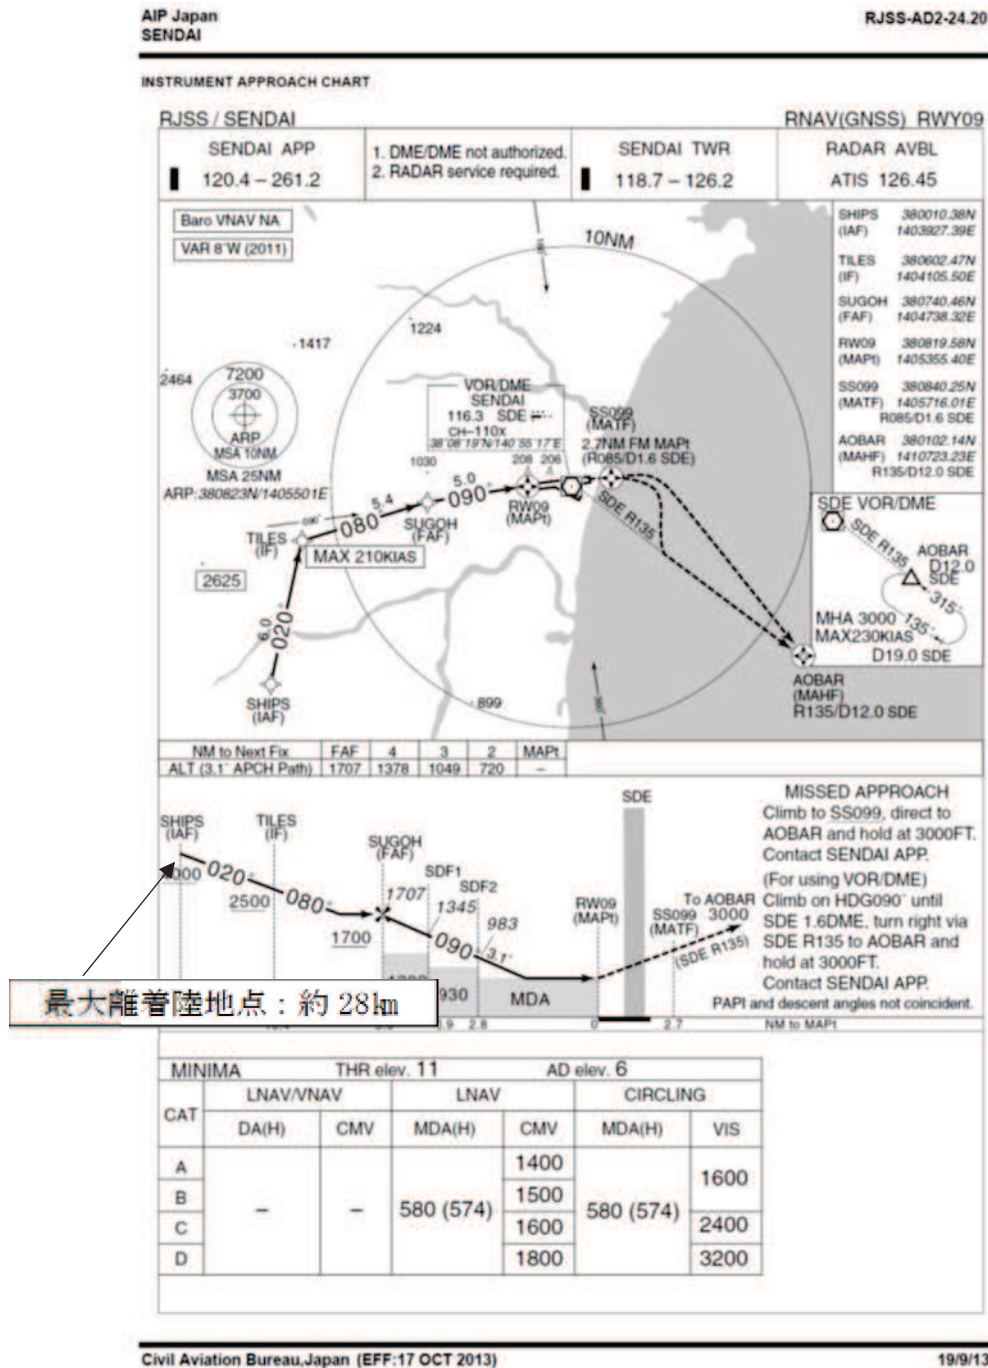 AIP Japan
SENDAI
RJSS-AD2-24.20
INSTRUMENT APPROACH CHART
RJSS / SENDAI
RNAV(GNSS) RWY09
SENDAI APP
120.4 – 261.2
1. DME/DME not authorized.
2. RADAR service required.
SENDAI TWR
118.7 – 126.2
RADAR AVBL
ATIS 126.45
Baro VNAV NA
VAR 8°W (2011)
10NM
180°
SHIPS 380010.38N
(IAF) 1403927.39E
TILES 380602.47N
(IF) 1404105.50E
SUGOH 380740.46N
(FAF) 1404738.32E
RW09 380819.58N
(MAPt) 1405355.40E
SS099 380840.25N
(MATF) 1405716.01E
R085/D1.6 SDE
AOBAR 380102.14N
(MAHF) 1410723.23E
R135/D12.0 SDE
1224
1417
2464
7200
3700
ARP
MSA 10NM
MSA 25NM
ARP:380823N/1405501E
VOR/DME
SENDAI
116.3 SDE
CH–110X
38°08'19"N/140°55'17"E
1030
208 206
SS099
(MATF)
2.7NM FM MAPt
(R085/D1.6 SDE)
5.4
080°
5.0
090°
090°
TILES
(IF)
SUGOH
(FAF)
RW09
(MAPt)
SDE R135
MAX 210KIAS
2625
6.0
020°
SHIPS
(IAF)
899
360°
SDE VOR/DME
SDE R135
AOBAR
D12.0
SDE
315°
135°
MHA 3000
MAX230KIAS
D19.0 SDE
AOBAR
(MAHF)
R135/D12.0 SDE
NM to Next Fix FAF 4 3 2 MAPt
ALT (3.1° APCH Path) 1707 1378 1049 720 –
SHIPS
(IAF)
TILES
(IF)
SUGOH
(FAF)
SDF1
SDF2
SDE
020°
2500
080°
1707
1345
983
1700
090°
3.1°
930
MDA
RW09
(MAPt)
SS099
(MATF)
To AOBAR
3000
(SDE R135)
2.8
0
2.7
NM to MAPt
MISSED APPROACH
Climb to SS099, direct to
AOBAR and hold at 3000FT.
Contact SENDAI APP.
(For using VOR/DME)
Climb on HDG090° until
SDE 1.6DME, turn right via
SDE R135 to AOBAR and
hold at 3000FT.
Contact SENDAI APP.
PAPI and descent angles not coincident.
最大離着陸地点：約 28km
MINIMA THR elev. 11 AD elev. 6
CAT LNAV/VNAV LNAV CIRCLING
DA(H) CMV MDA(H) CMV MDA(H) VIS
A – – 580 (574) 1400 580 (574) 1600
B 1500
C 1600 2400
D 1800 3200
Civil Aviation Bureau,Japan (EFF:17 OCT 2013)
19/9/13